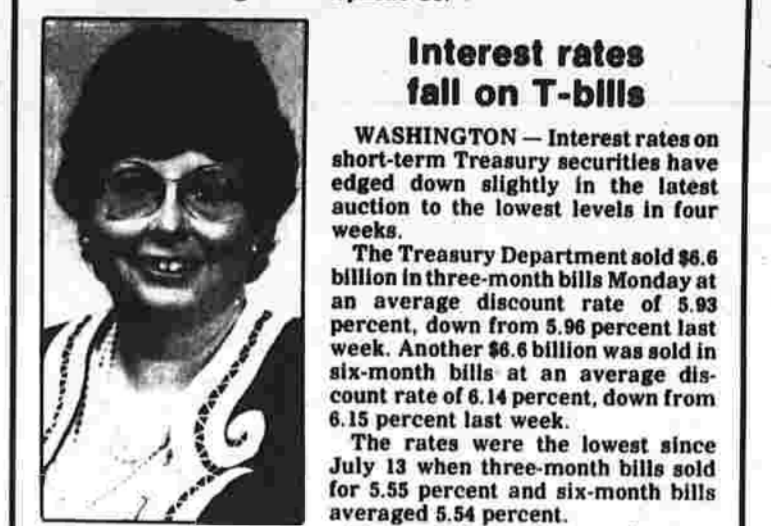 Interest rates
fall on T-bills
WASHINGTON — Interest rates on
short-term Treasury securities have
edged down slightly in the latest
auction to the lowest levels in four
weeks.
The Treasury Department sold $6.6
billion in three-month bills Monday at
an average discount rate of 5.93
percent, down from 5.96 percent last
week. Another $6.6 billion was sold in
six-month bills at an average dis-
count rate of 6.14 percent, down from
6.15 percent last week.
The rates were the lowest since
July 13 when three-month bills sold
for 5.55 percent and six-month bills
averaged 5.54 percent.